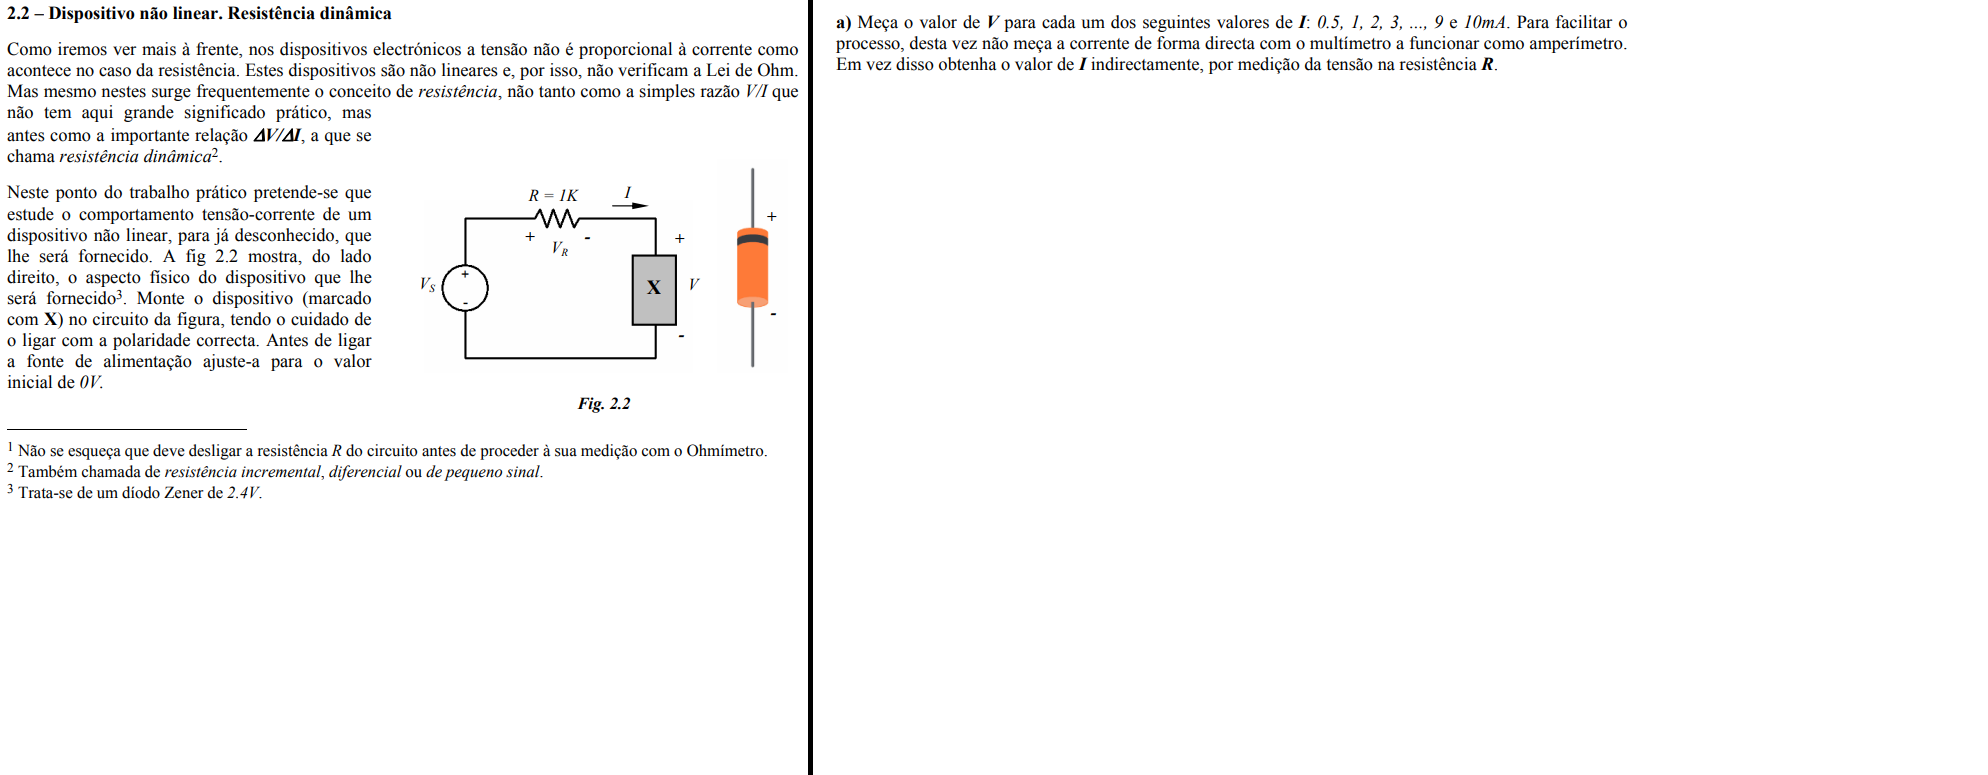 2.2 – Dispositivo não linear. Resistência dinâmica
Como iremos ver mais à frente, nos dispositivos electrónicos a tensão não é proporcional à corrente como
acontece no caso da resistência. Estes dispositivos são não lineares e, por isso, não verificam a Lei de Ohm.
Mas mesmo nestes surge frequentemente o conceito de resistência, não tanto como a simples razão V/I que
não tem aqui grande significado prático, mas
antes como a importante relação ΔV/ΔI, a que se
chama resistência dinâmica².
Neste ponto do trabalho prático pretende-se que
estude o comportamento tensão-corrente de um
dispositivo não linear, para já desconhecido, que
lhe será fornecido. A fig 2.2 mostra, do lado
direito, o aspecto físico do dispositivo que lhe
será fornecido³. Monte o dispositivo (marcado
com X) no circuito da figura, tendo o cuidado de
o ligar com a polaridade correcta. Antes de ligar
a fonte de alimentação ajuste-a para o valor
inicial de 0V.
R = 1K
I
+ -
V_R
V_S
+
-
+
X
V
-
+
-
Fig. 2.2
¹ Não se esqueça que deve desligar a resistência R do circuito antes de proceder à sua medição com o Ohmímetro.
² Também chamada de resistência incremental, diferencial ou de pequeno sinal.
³ Trata-se de um díodo Zener de 2.4V.
a) Meça o valor de V para cada um dos seguintes valores de I: 0.5, 1, 2, 3, ..., 9 e 10mA. Para facilitar o
processo, desta vez não meça a corrente de forma directa com o multímetro a funcionar como amperímetro.
Em vez disso obtenha o valor de I indirectamente, por medição da tensão na resistência R.